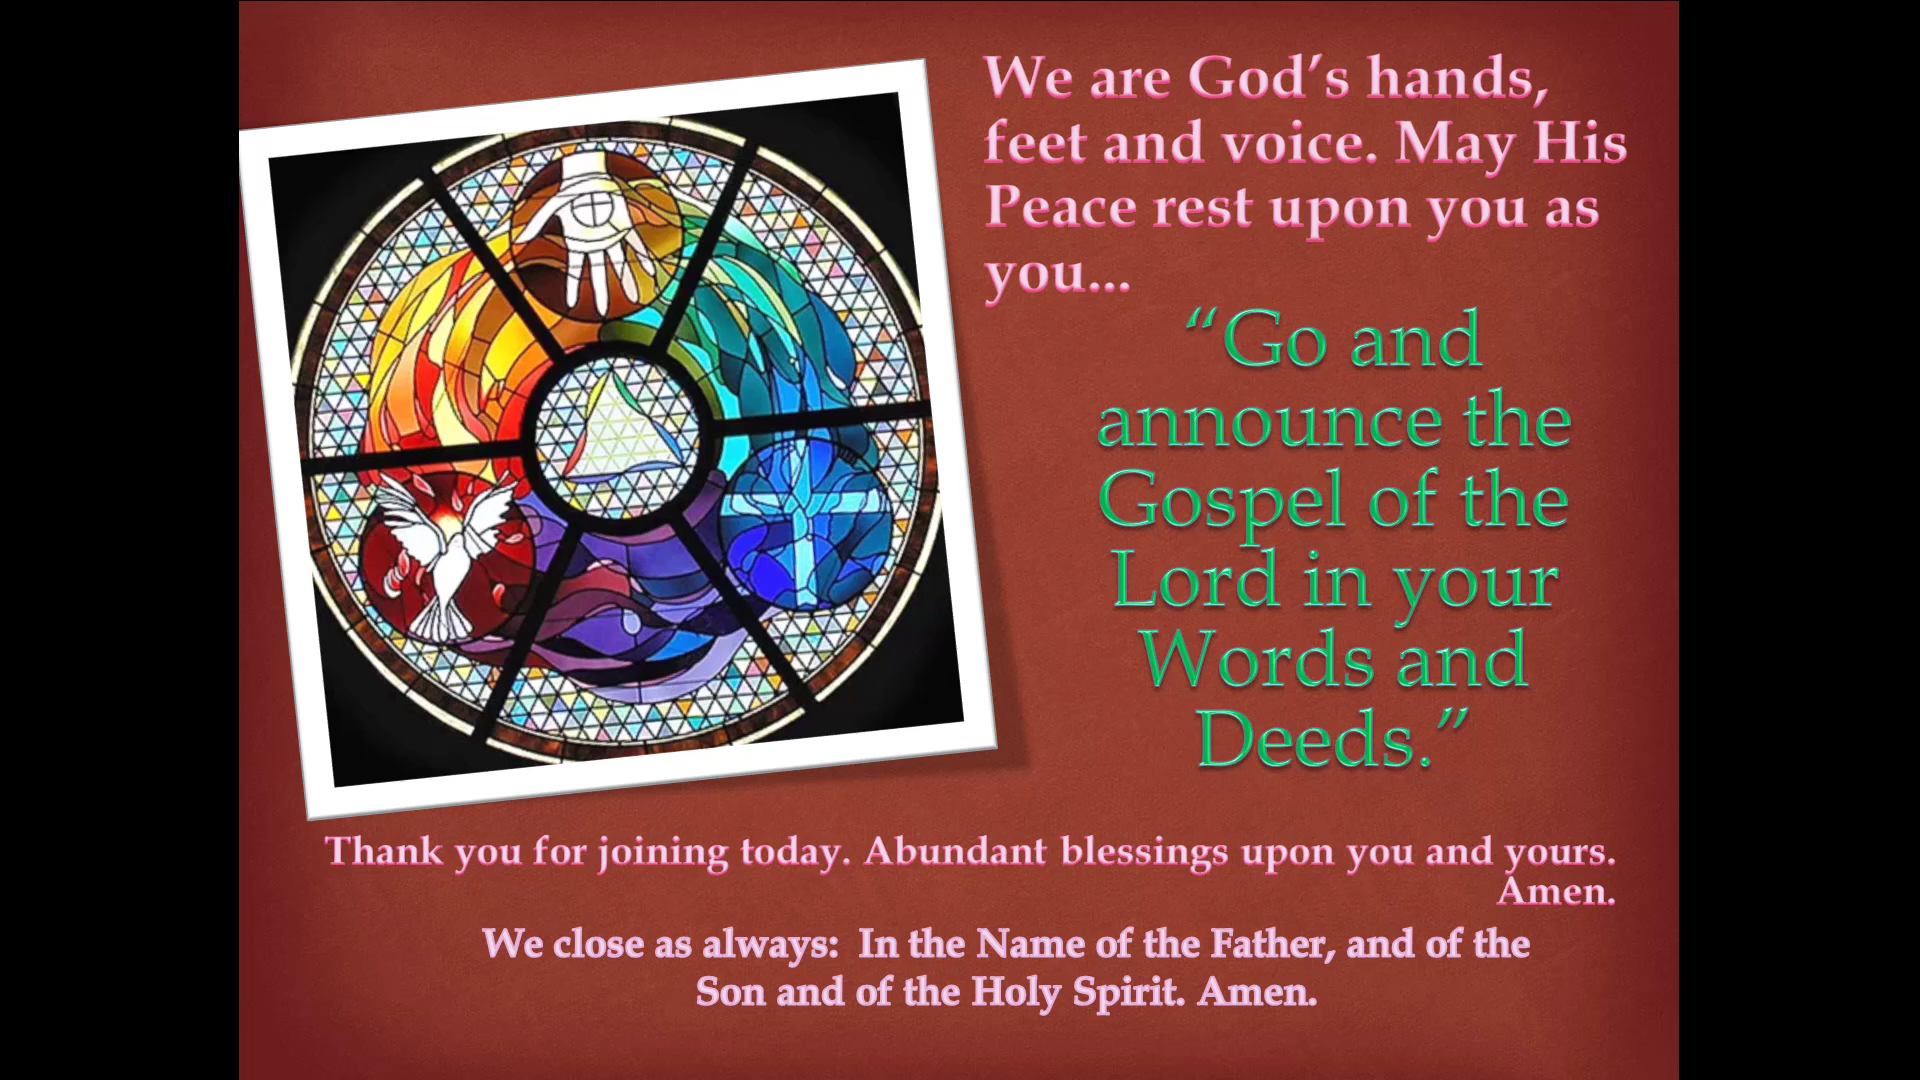 We are God’s hands,
feet and voice. May His
Peace rest upon you as
you...
“Go and
announce the
Gospel of the
Lord in your
Words and
Deeds.”
Thank you for joining today. Abundant blessings upon you and yours.
Amen.
We close as always:  In the Name of the Father, and of the
Son and of the Holy Spirit. Amen.